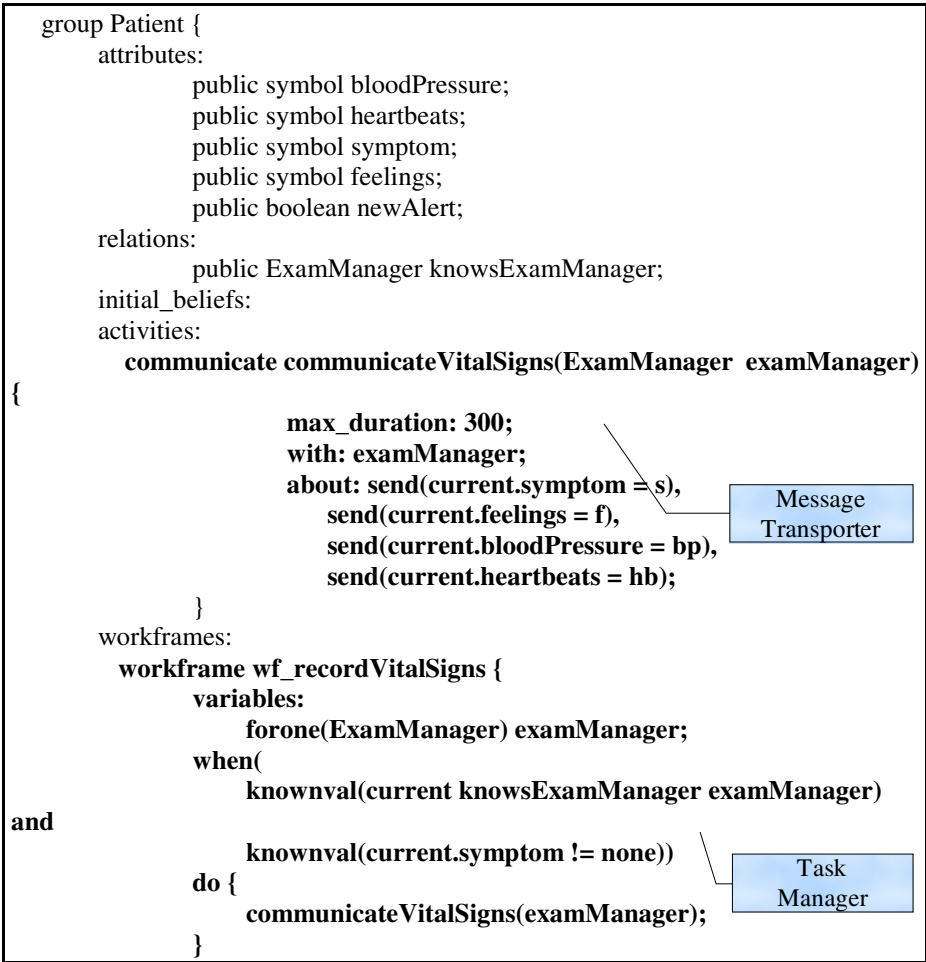 group Patient {
attributes:
public symbol bloodPressure;
public symbol heartbeats;
public symbol symptom;
public symbol feelings;
public boolean newAlert;
relations:
public ExamManager knowsExamManager;
initial_beliefs:
activities:
communicate communicateVitalSigns(ExamManager examManager)
{
max_duration: 300;
with: examManager;
about: send(current.symptom = s),
send(current.feelings = f),
send(current.bloodPressure = bp),
send(current.heartbeats = hb);
}
Message
Transporter
workframes:
workframe wf_recordVitalSigns {
variables:
forone(ExamManager) examManager;
when(
knownval(current knowsExamManager examManager)
and
knownval(current.symptom != none))
do {
communicateVitalSigns(examManager);
}
Task
Manager